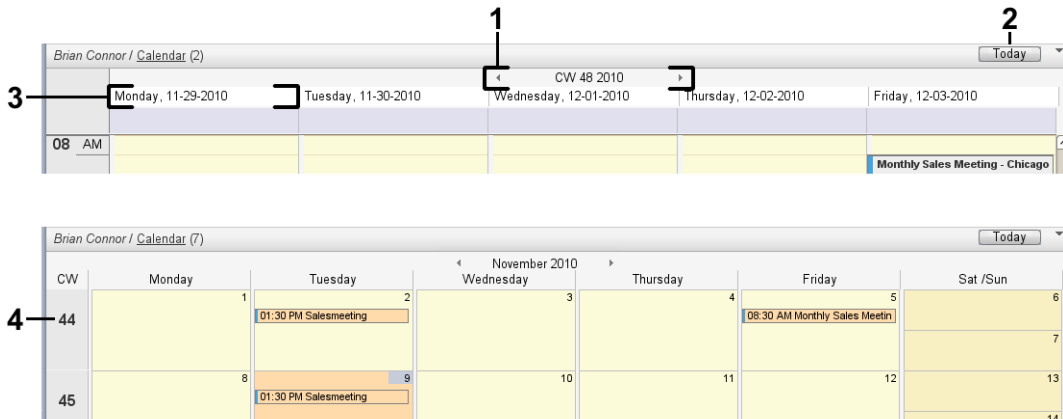 1 2
Brian Connor / Calendar (2) Today
CW 48 2010
3 Monday, 11-29-2010 Tuesday, 11-30-2010 Wednesday, 12-01-2010 Thursday, 12-02-2010 Friday, 12-03-2010
08 AM
Monthly Sales Meeting - Chicago
Brian Connor / Calendar (7) Today
November 2010
CW Monday Tuesday Wednesday Thursday Friday Sat /Sun
1 2 3 4 5 6
4 44 01:30 PM Salesmeeting 08:30 AM Monthly Sales Meetin
7
8 9 10 11 12 13
45 01:30 PM Salesmeeting
14